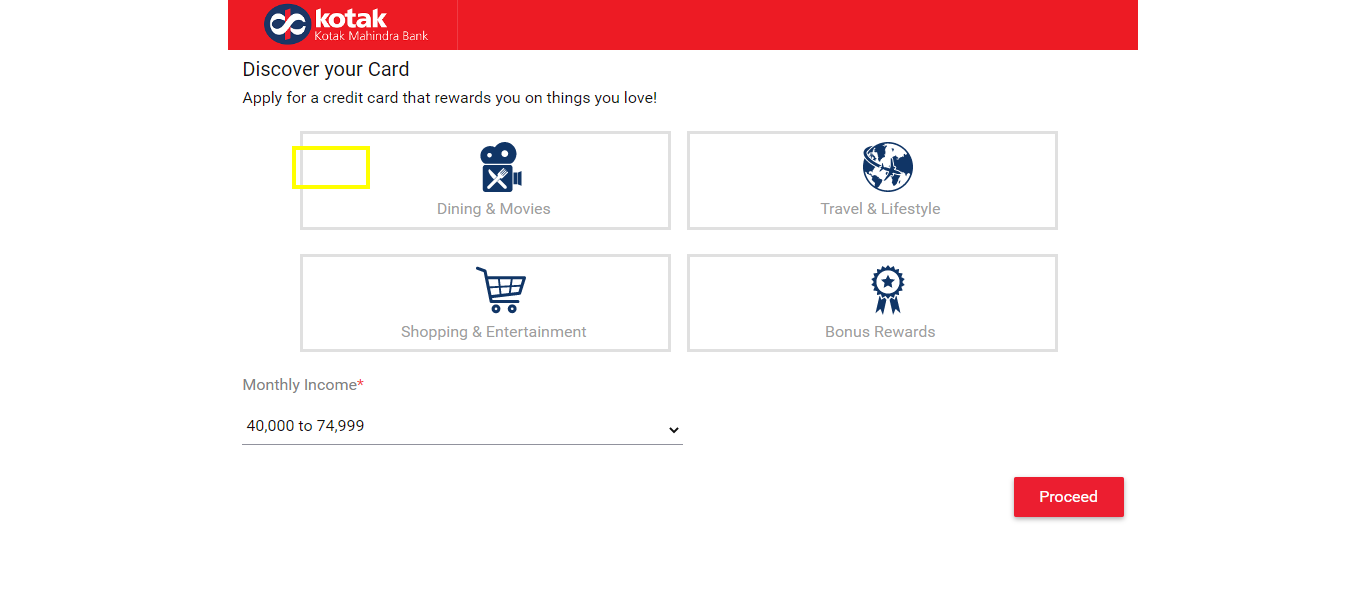 kotak
Kotak Mahindra Bank
Discover your Card
Apply for a credit card that rewards you on things you love!
Dining & Movies
Travel & Lifestyle
Shopping & Entertainment
Bonus Rewards
Monthly Income*
40,000 to 74,999
Proceed